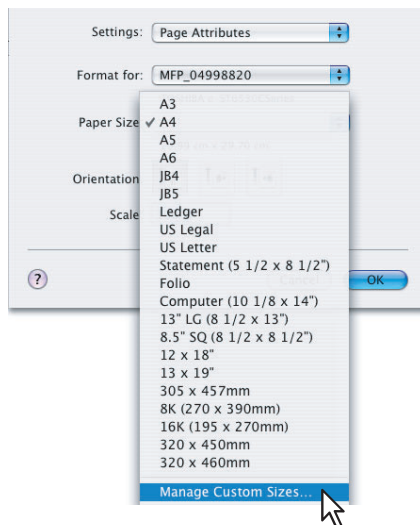 Settings: Page Attributes
Format for: MFP_04998820
Paper Size ✓ A4
A3
A5
A6
Orientation
JB4
JB5
Scale
Ledger
US Legal
US Letter
Statement (5 1/2 x 8 1/2")
Folio
? OK
Computer (10 1/8 x 14")
13" LG (8 1/2 x 13")
8.5" SQ (8 1/2 x 8 1/2")
12 x 18"
13 x 19"
305 x 457mm
8K (270 x 390mm)
16K (195 x 270mm)
320 x 450mm
320 x 460mm
Manage Custom Sizes...